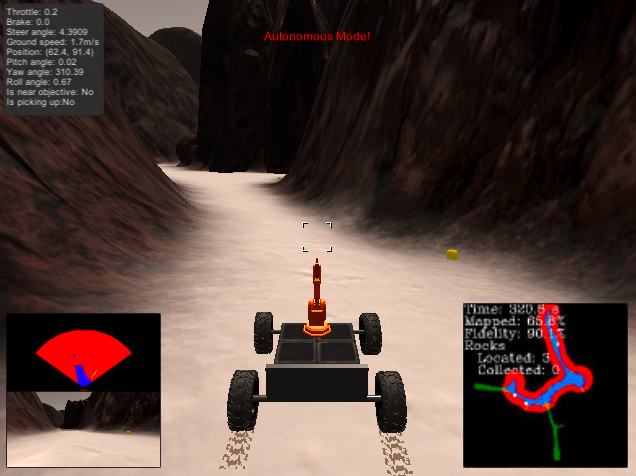 Throttle: 0.2
Brake: 0.0
Steer angle: 4.3909
Ground speed: 1.7m/s
Position: (62.4, 91.4)
Pitch angle: 0.02
Yaw angle: 310.39
Roll angle: 0.67
Is near objective: No
Is picking up:No
Autonomous Mode!
Time: 320.5 s
Mapped: 65.8%
Fidelity: 90.1%
Rocks
Located: 3
Collected: 0